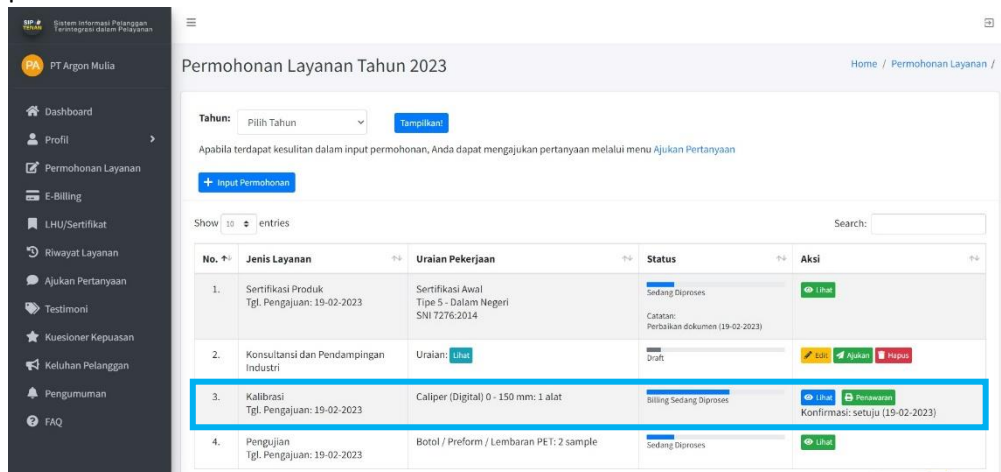 SIP TENAN
Sistem Informasi Pelanggan
Terintegrasi dalam Pelayanan
PA PT Argon Mulia
Dashboard
Profil
Permohonan Layanan
E-Billing
LHU/Sertifikat
Riwayat Layanan
Ajukan Pertanyaan
Testimoni
Kuesioner Kepuasan
Keluhan Pelanggan
Pengumuman
FAQ
Permohonan Layanan Tahun 2023
Home / Permohonan Layanan /
Tahun: Pilih Tahun Tampilkan!
Apabila terdapat kesulitan dalam input permohonan, Anda dapat mengajukan pertanyaan melalui menu Ajukan Pertanyaan
+ Input Permohonan
Show 10 entries Search:
No. Jenis Layanan Uraian Pekerjaan Status Aksi
1. Sertifikasi Produk Sertifikasi Awal Sedang Diproses Lihat
Tgl. Pengajuan: 19-02-2023 Tipe 5 - Dalam Negeri Catatan:
SNI 7276:2014 Perbaikan dokumen (19-02-2023)
2. Konsultansi dan Pendampingan Uraian: Lihat Draft Edit Ajukan Hapus
Industri
3. Kalibrasi Caliper (Digital) 0 - 150 mm: 1 alat Billing Sedang Diproses Lihat Penawaran
Tgl. Pengajuan: 19-02-2023 Konfirmasi: setuju (19-02-2023)
4. Pengujian Botol / Preform / Lembaran PET: 2 sample Sedang Diproses Lihat
Tgl. Pengajuan: 19-02-2023